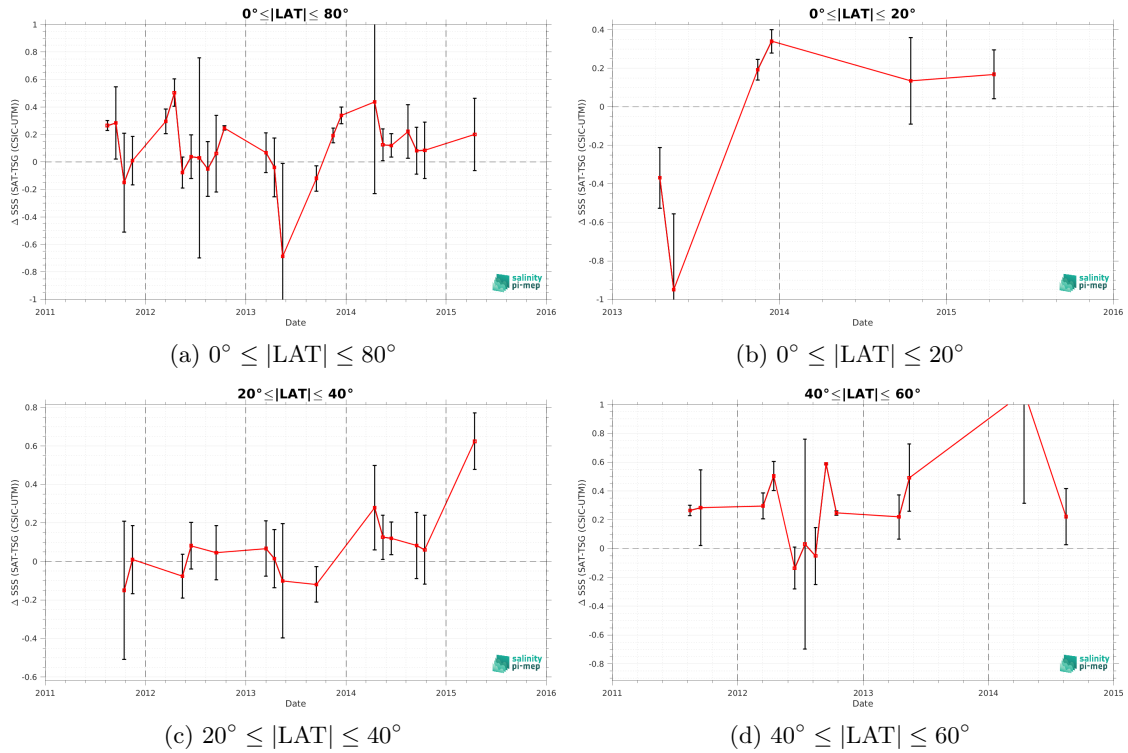 0°≤|LAT|≤ 80°
Δ SSS (SAT-TSG (CSIC-UTM))
1
0.8
0.6
0.4
0.2
0
-0.2
-0.4
-0.6
-0.8
-1
2011 2012 2013 2014 2015 2016
Date
salinity
pi-mep
(a) 0° ≤ |LAT| ≤ 80°
0°≤|LAT|≤ 20°
Δ SSS (SAT-TSG (CSIC-UTM))
0.4
0.2
0
-0.2
-0.4
-0.6
-0.8
-1
2013 2014 2015 2016
Date
salinity
pi-mep
(b) 0° ≤ |LAT| ≤ 20°
20°≤|LAT|≤ 40°
Δ SSS (SAT-TSG (CSIC-UTM))
0.8
0.6
0.4
0.2
0
-0.2
-0.4
-0.6
2011 2012 2013 2014 2015 2016
Date
salinity
pi-mep
(c) 20° ≤ |LAT| ≤ 40°
40°≤|LAT|≤ 60°
Δ SSS (SAT-TSG (CSIC-UTM))
1
0.8
0.6
0.4
0.2
0
-0.2
-0.4
-0.6
-0.8
2011 2012 2013 2014 2015
Date
salinity
pi-mep
(d) 40° ≤ |LAT| ≤ 60°